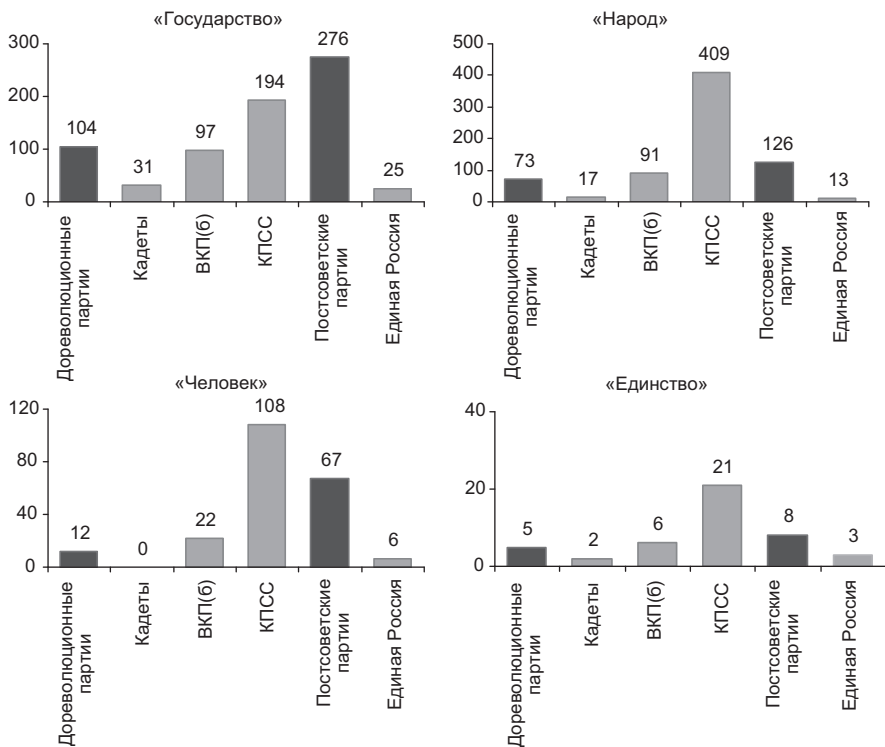 «Государство»
300
200
100
0
104
31
97
194
276
25
Дореволюционные
партии
Кадеты
ВКП(б)
КПСС
Постсоветские
партии
Единая Россия
«Народ»
500
400
300
200
100
0
73
17
91
409
126
13
Дореволюционные
партии
Кадеты
ВКП(б)
КПСС
Постсоветские
партии
Единая Россия
«Человек»
120
80
40
0
12
0
22
108
67
6
Дореволюционные
партии
Кадеты
ВКП(б)
КПСС
Постсоветские
партии
Единая Россия
«Единство»
40
20
0
5
2
6
21
8
3
Дореволюционные
партии
Кадеты
ВКП(б)
КПСС
Постсоветские
партии
Единая Россия